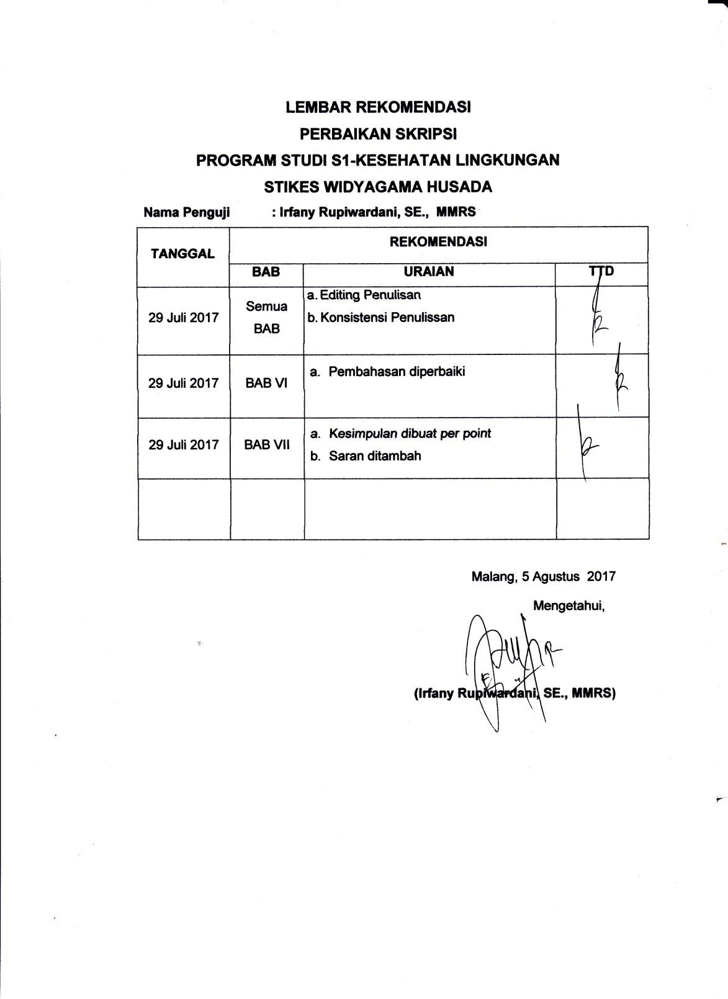 LEMBAR REKOMENDASI
PERBAIKAN SKRIPSI
PROGRAM STUDI S1-KESEHATAN LINGKUNGAN
STIKES WIDYAGAMA HUSADA
Nama Penguji : Irfany Rupiwardani, SE., MMRS
TANGGAL REKOMENDASI
BAB URAIAN TTD
29 Juli 2017 Semua BAB a. Editing Penulisan
b. Konsistensi Penulissan
29 Juli 2017 BAB VI a. Pembahasan diperbaiki
29 Juli 2017 BAB VII a. Kesimpulan dibuat per point
b. Saran ditambah
Malang, 5 Agustus 2017
Mengetahui,
(Irfany Rupiwardani, SE., MMRS)